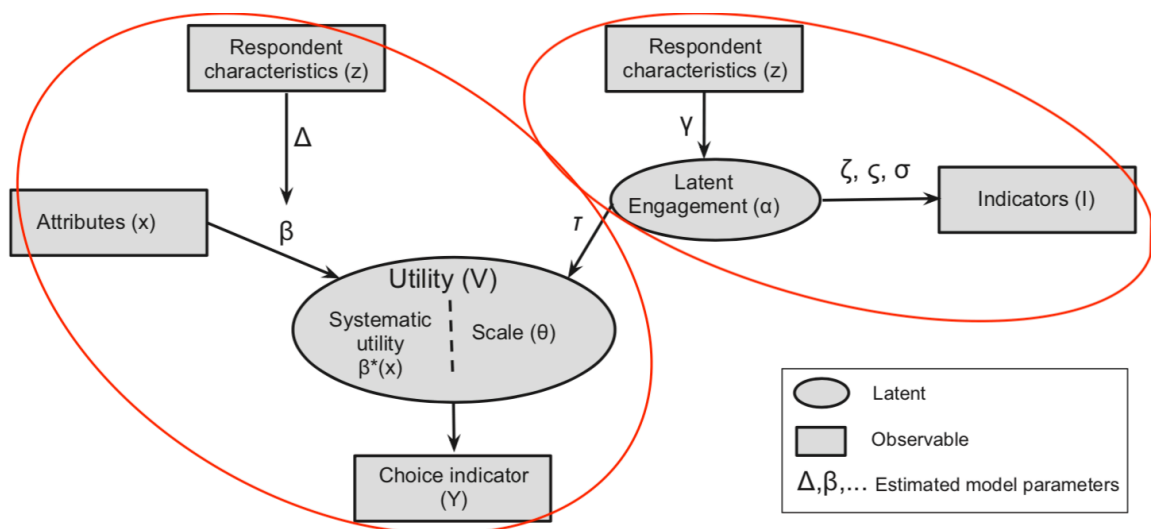 Respondent
characteristics (z)
Δ
Attributes (x)
β
Utility (V)
Systematic
utility
β*(x)
Scale (θ)
Choice indicator
(Y)
Respondent
characteristics (z)
γ
Latent
Engagement (α)
τ
ζ, ς, σ
Indicators (I)
Latent
Observable
Δ,β,... Estimated model parameters